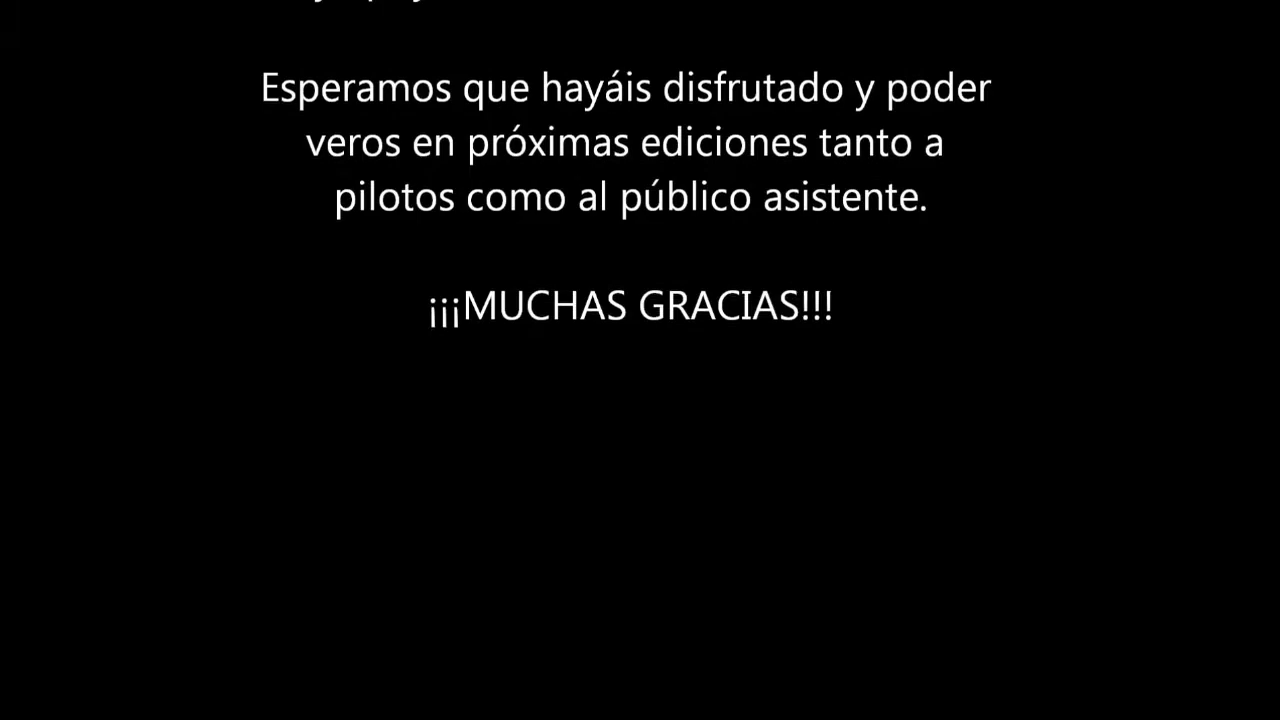 Esperamos que hayáis disfrutado y poder
veros en próximas ediciones tanto a
pilotos como al público asistente.
¡¡¡MUCHAS GRACIAS!!!